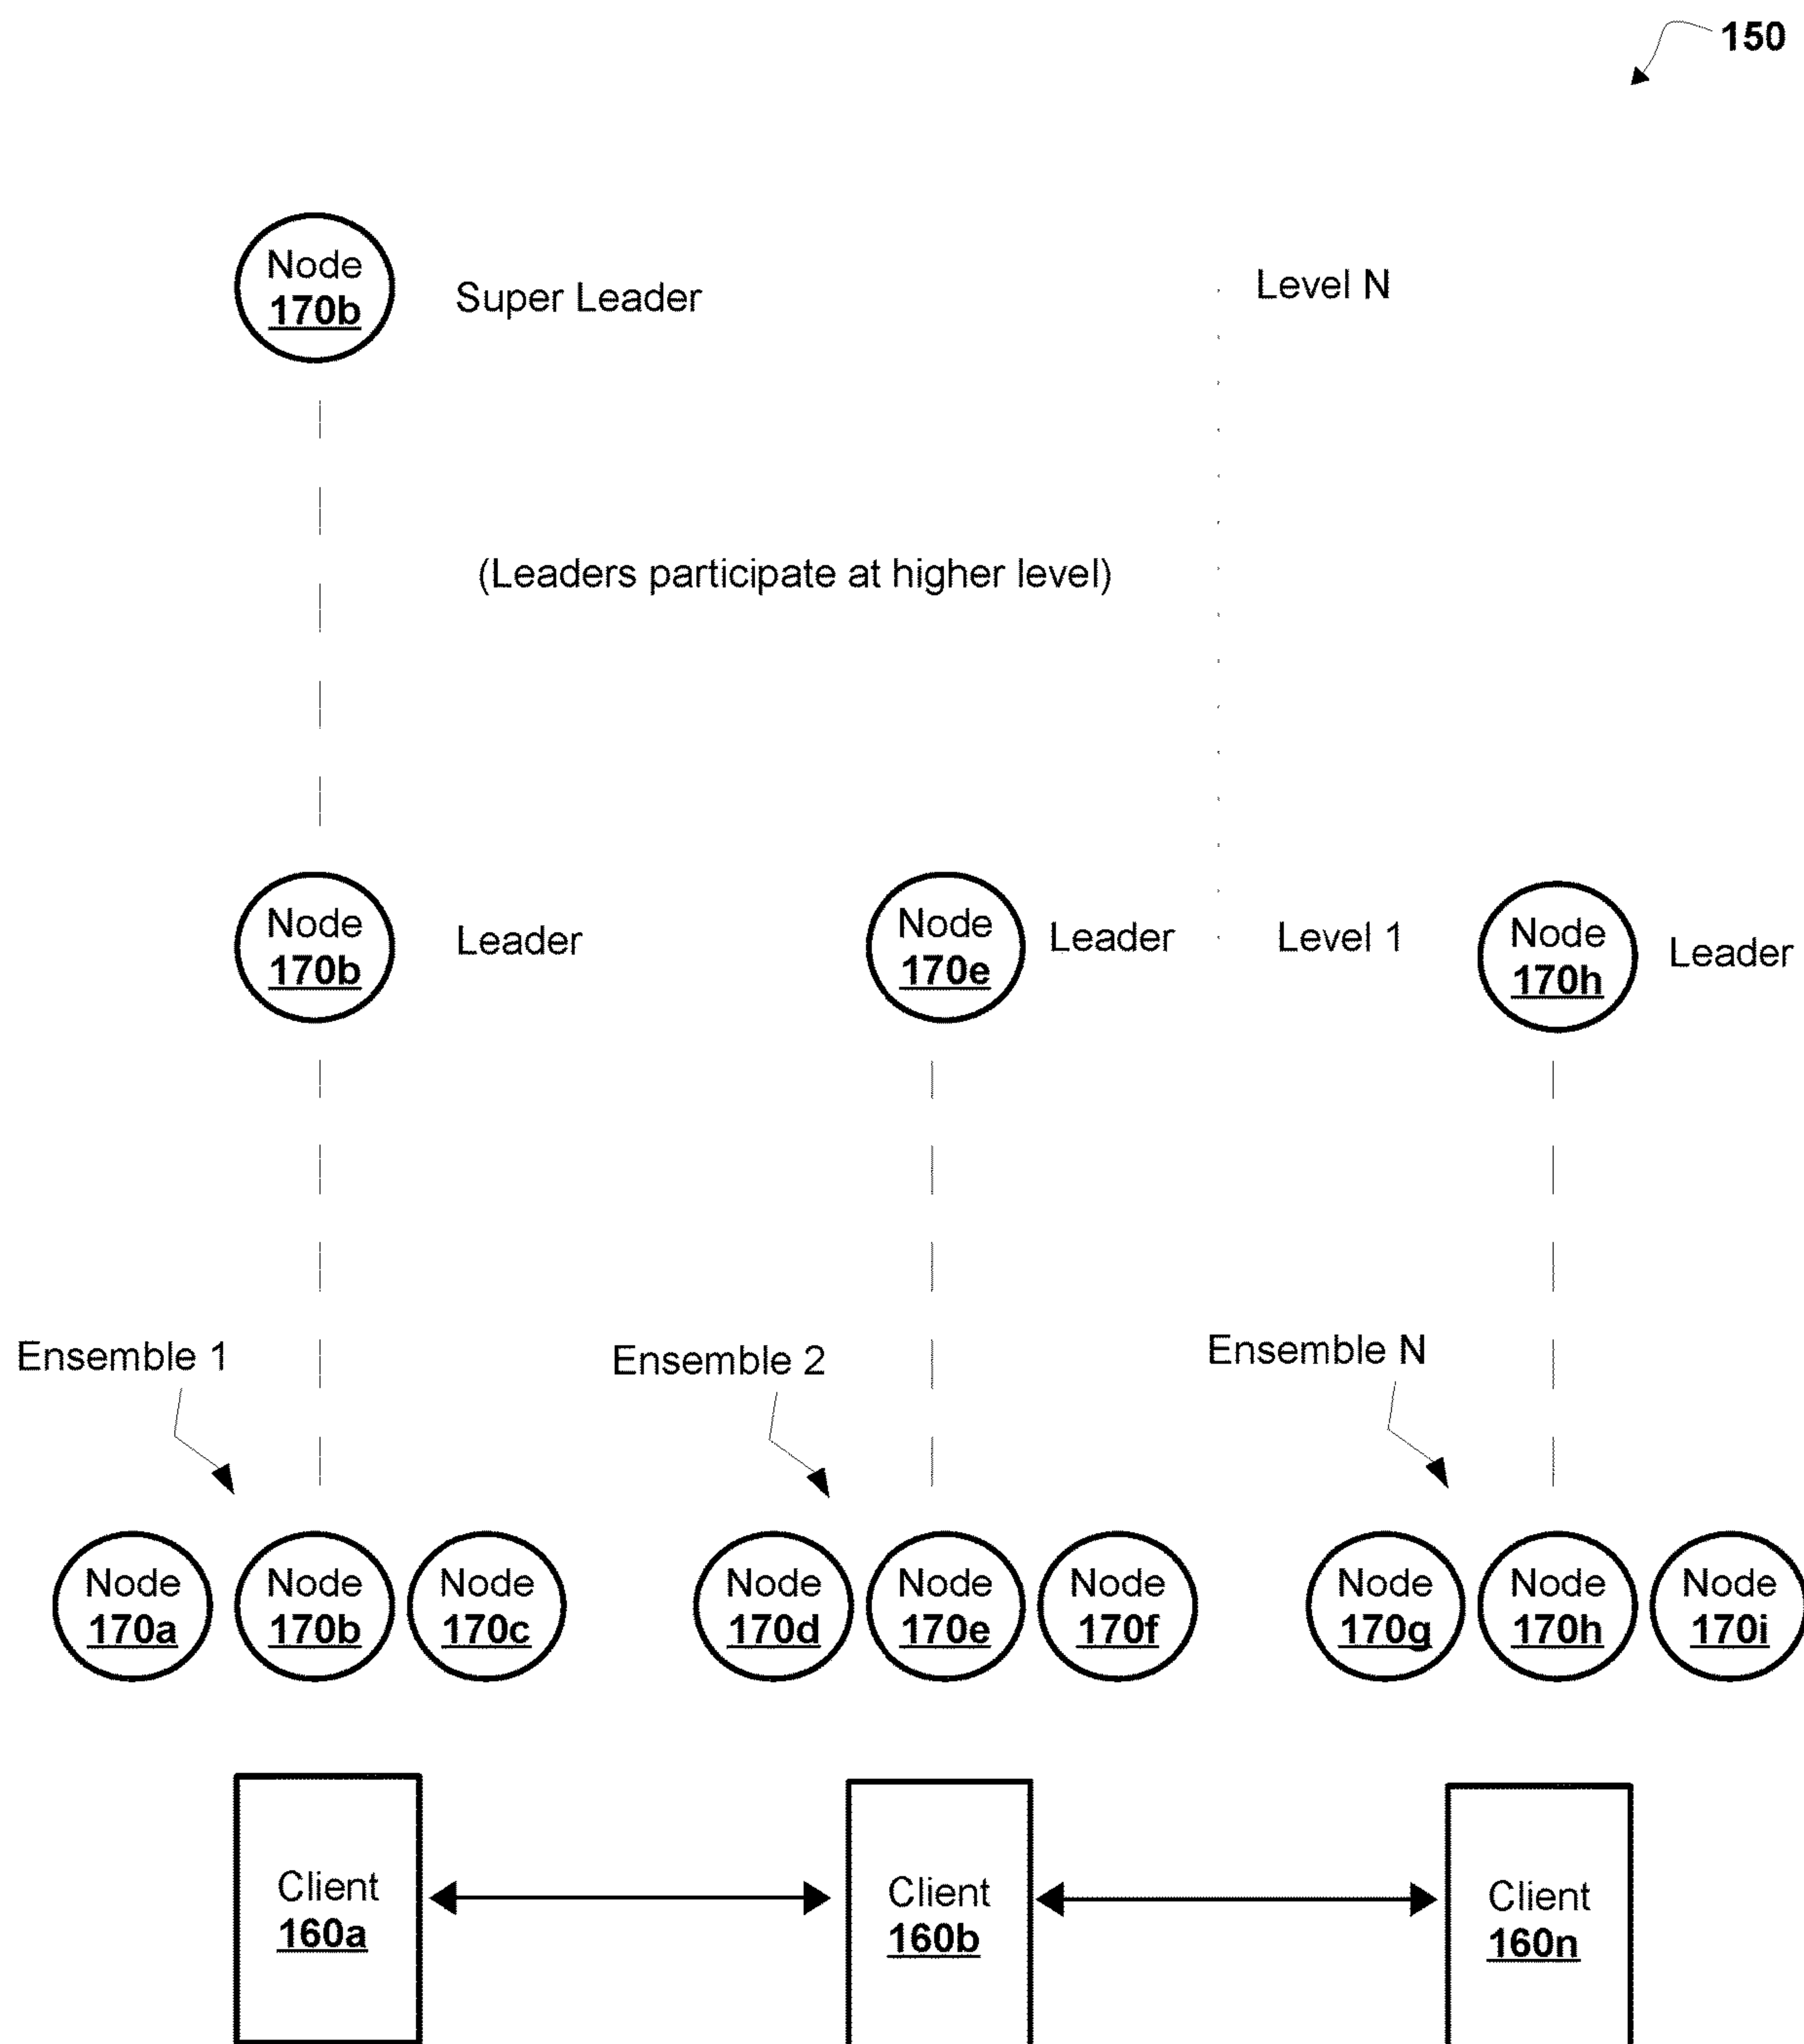 150
Node
170b
Super Leader
Level N
(Leaders participate at higher level)
Node
170b
Leader
Node
170e
Leader
Level 1
Node
170h
Leader
Ensemble 1
Ensemble 2
Ensemble N
Node
170a
Node
170b
Node
170c
Node
170d
Node
170e
Node
170f
Node
170g
Node
170h
Node
170i
Client
160a
Client
160b
Client
160n